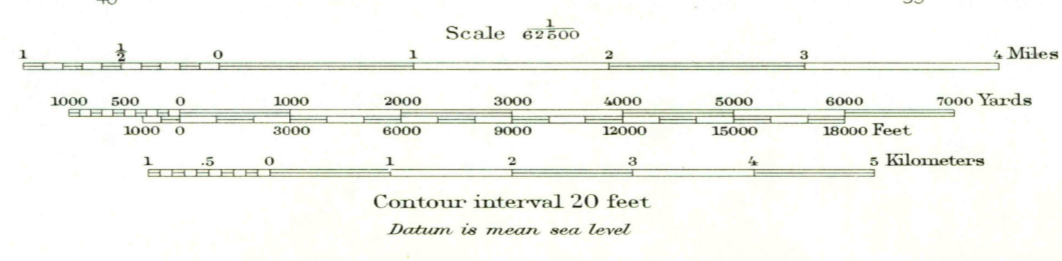 Scale 1/62500
1 1/2 0 1 2 3 4 Miles
1000 500 0 1000 2000 3000 4000 5000 6000 7000 Yards
1000 0 3000 6000 9000 12000 15000 18000 Feet
1 .5 0 1 2 3 4 5 Kilometers
Contour interval 20 feet
Datum is mean sea level